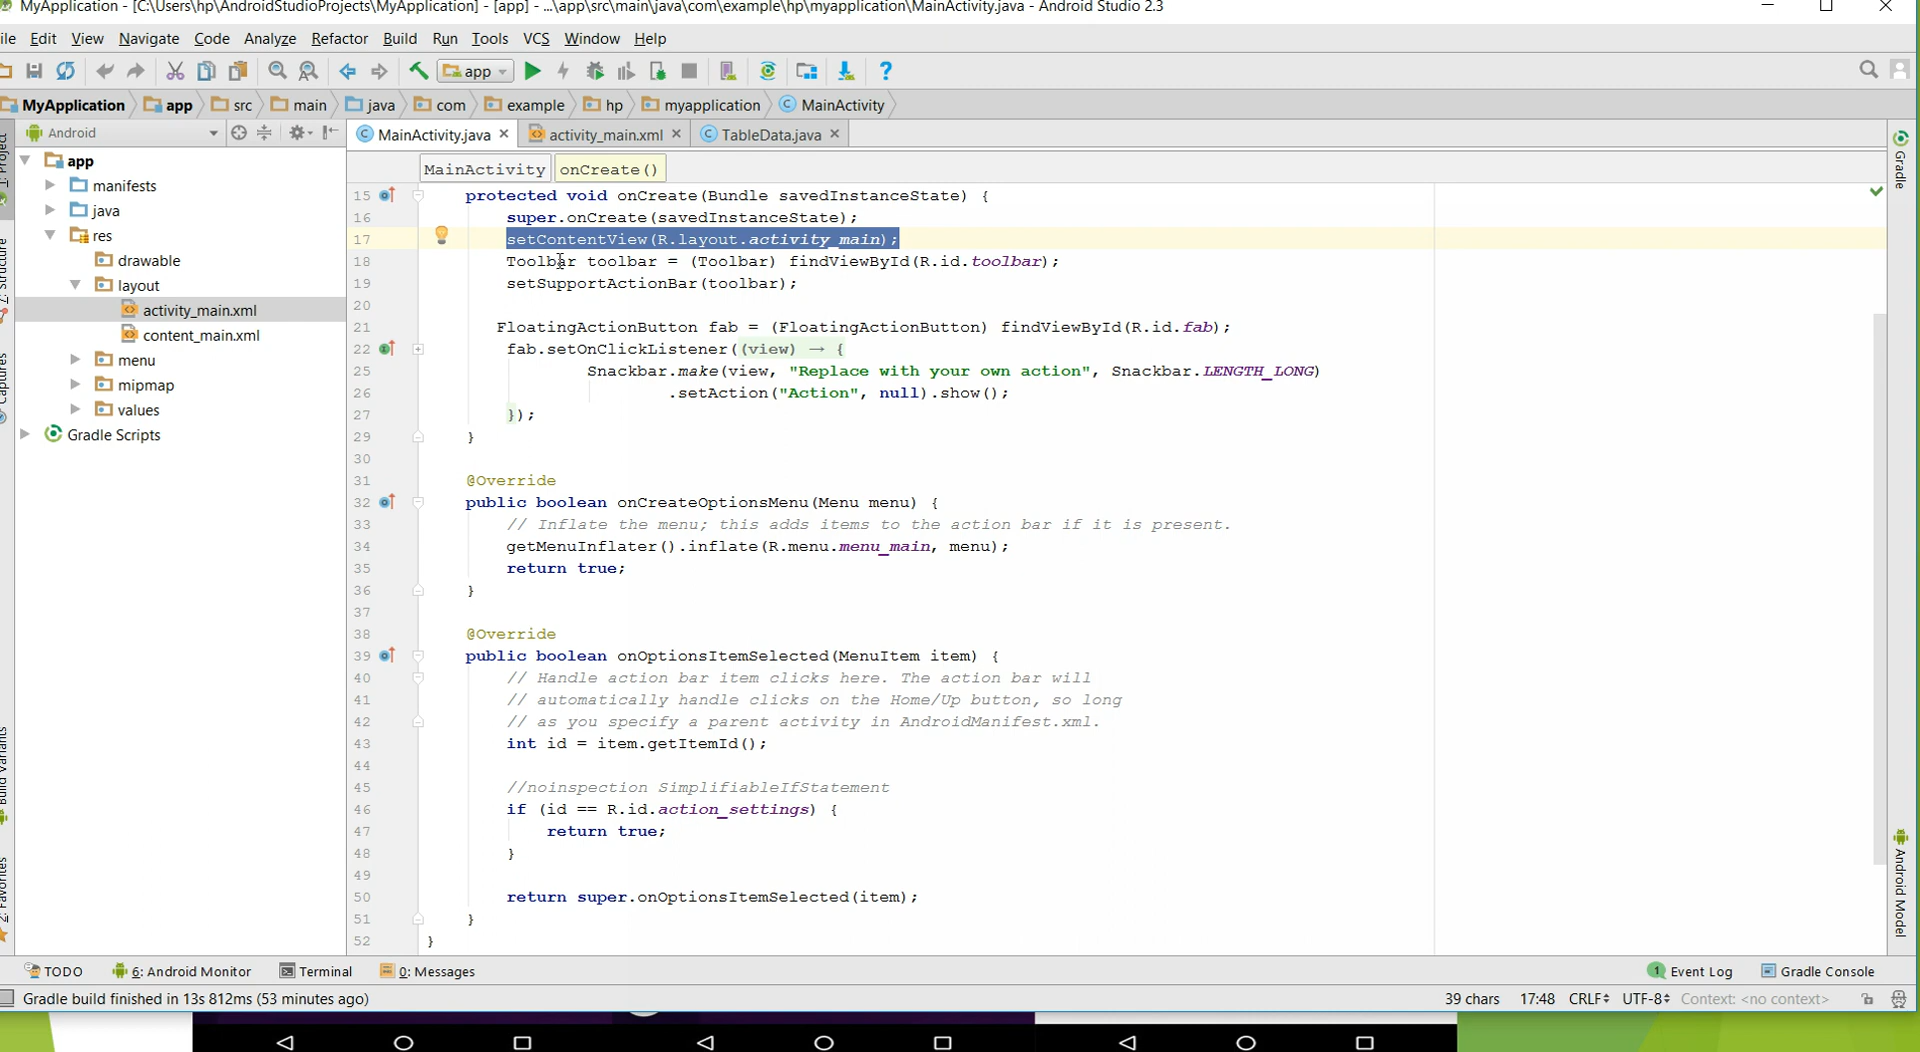 MyApplication - [C:\Users\hp\AndroidStudioProjects\MyApplication] - [app] - ...\app\src\main\java\com\example\hp\myapplication\MainActivity.java - Android Studio 2.3
ile Edit View Navigate Code Analyze Refactor Build Run Tools VCS Window Help
app
MyApplication app src main java com example hp myapplication MainActivity
Android
MainActivity.java activity_main.xml TableData.java
MainActivity onCreate()
1: Project
Structure
Captures
Build Variants
2: Favorites
app
manifests
java
res
drawable
layout
activity_main.xml
content_main.xml
menu
mipmap
values
Gradle Scripts
15 protected void onCreate(Bundle savedInstanceState) {
16 super.onCreate(savedInstanceState);
17 setContentView(R.layout.activity_main);
18 Toolbar toolbar = (Toolbar) findViewById(R.id.toolbar);
19 setSupportActionBar(toolbar);
20
21 FloatingActionButton fab = (FloatingActionButton) findViewById(R.id.fab);
22 fab.setOnClickListener((view) → {
25 Snackbar.make(view, "Replace with your own action", Snackbar.LENGTH_LONG)
26 .setAction("Action", null).show();
27 });
29 }
30
31 @Override
32 public boolean onCreateOptionsMenu(Menu menu) {
33 // Inflate the menu; this adds items to the action bar if it is present.
34 getMenuInflater().inflate(R.menu.menu_main, menu);
35 return true;
36 }
37
38 @Override
39 public boolean onOptionsItemSelected(MenuItem item) {
40 // Handle action bar item clicks here. The action bar will
41 // automatically handle clicks on the Home/Up button, so long
42 // as you specify a parent activity in AndroidManifest.xml.
43 int id = item.getItemId();
44
45 //noinspection SimplifiableIfStatement
46 if (id == R.id.action_settings) {
47 return true;
48 }
49
50 return super.onOptionsItemSelected(item);
51 }
52 }
Gradle
Android Model
TODO 6: Android Monitor Terminal 0: Messages 1 Event Log Gradle Console
Gradle build finished in 13s 812ms (53 minutes ago) 39 chars 17:48 CRLF UTF-8 Context: <no context>